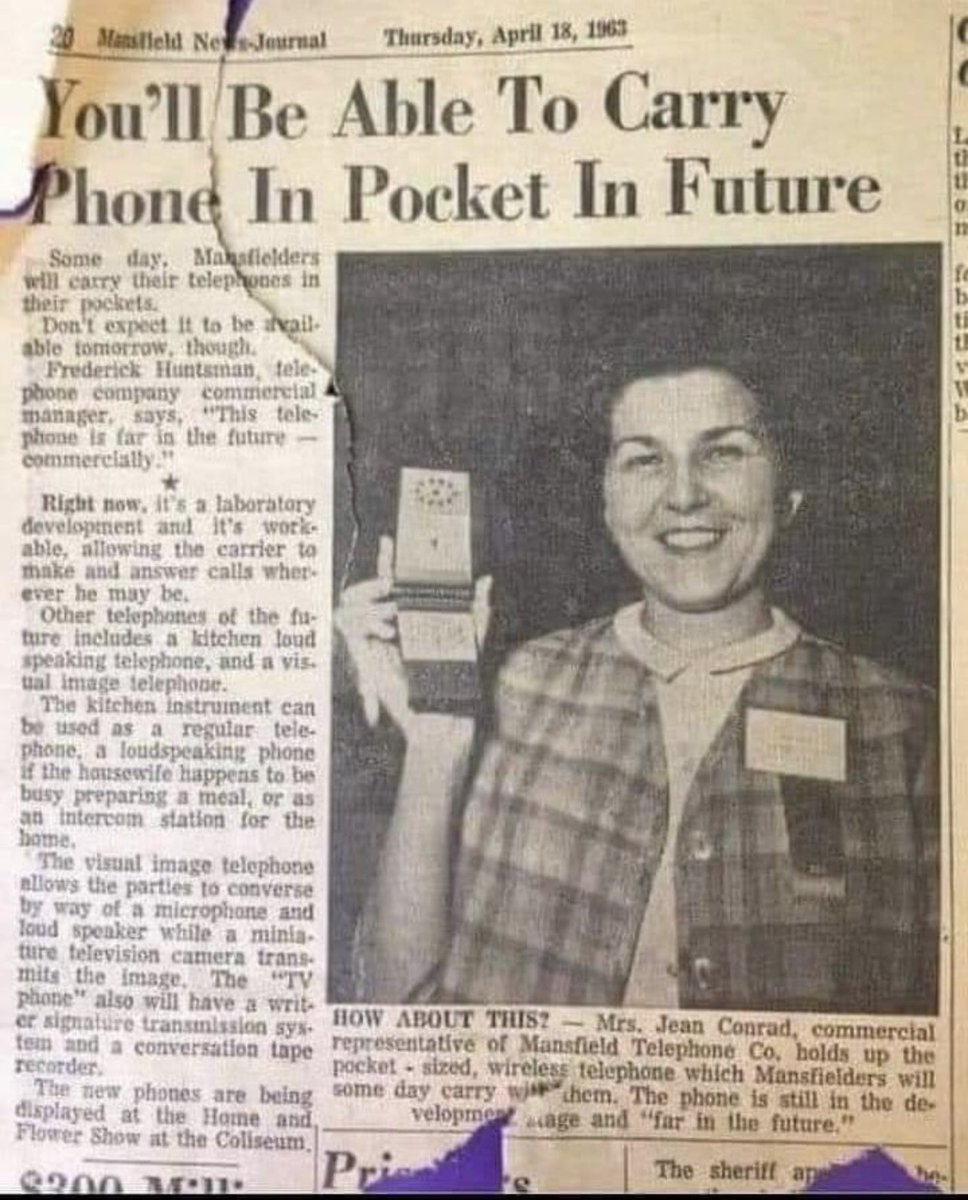 20 Mansfield News-Journal Thursday, April 18, 1963
You'll Be Able To Carry
Phone In Pocket In Future
Some day, Mansfielders
will carry their telephones in
their pockets.
Don't expect it to be avail-
able tomorrow, though.
Frederick Huntsman, tele-
phone company commercial
manager, says, "This tele-
phone is far in the future —
commercially."
★
Right now, it's a laboratory
development and it's work-
able, allowing the carrier to
make and answer calls wher-
ever he may be.
Other telephones of the fu-
ture includes a kitchen loud
speaking telephone, and a vis-
ual image telephone.
The kitchen instrument can
be used as a regular tele-
phone, a loudspeaking phone
if the housewife happens to be
busy preparing a meal, or as
an intercom station for the
home.
The visual image telephone
allows the parties to converse
by way of a microphone and
loud speaker while a minia-
ture television camera trans-
mits the image. The "TV
phone" also will have a writ-
er signature transmission sys-
tem and a conversation tape
recorder.
The new phones are being
displayed at the Home and
Flower Show at the Coliseum.
HOW ABOUT THIS? — Mrs. Jean Conrad, commercial
representative of Mansfield Telephone Co. holds up the
pocket - sized, wireless telephone which Mansfielders will
some day carry with them. The phone is still in the de-
velopment stage and "far in the future."
$200
The sheriff